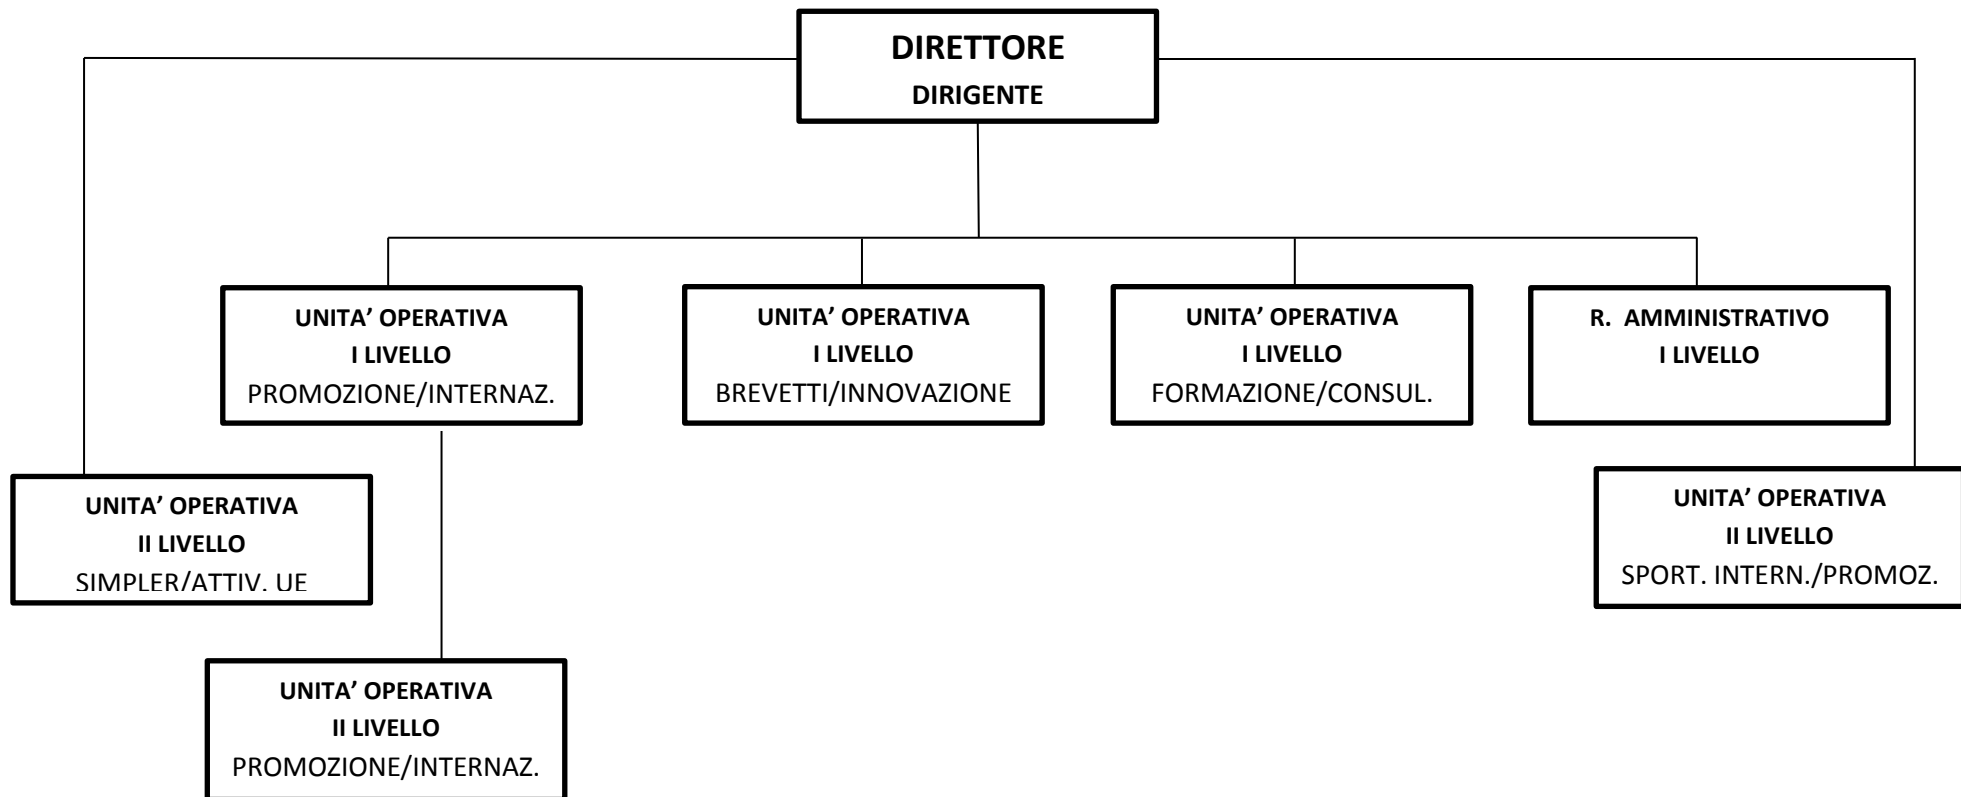 DIRETTORE
DIRIGENTE
UNITA’ OPERATIVA
I LIVELLO
PROMOZIONE/INTERNAZ.
UNITA’ OPERATIVA
I LIVELLO
BREVETTI/INNOVAZIONE
UNITA’ OPERATIVA
I LIVELLO
FORMAZIONE/CONSUL.
R. AMMINISTRATIVO
I LIVELLO
UNITA’ OPERATIVA
II LIVELLO
SIMPLER/ATTIV. UE
UNITA’ OPERATIVA
II LIVELLO
SPORT. INTERN./PROMOZ.
UNITA’ OPERATIVA
II LIVELLO
PROMOZIONE/INTERNAZ.